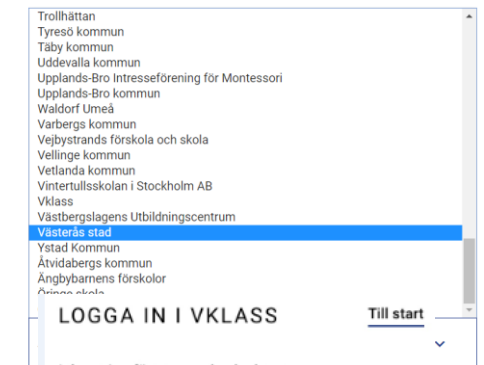 Trollhättan
Tyresö kommun
Täby kommun
Uddevalla kommun
Upplands-Bro Intresseförening för Montessori
Upplands-Bro kommun
Waldorf Umeå
Varbergs kommun
Vejbystrands förskola och skola
Vellinge kommun
Vetlanda kommun
Vintertullsskolan i Stockholm AB
Vklass
Västbergslagens Utbildningscentrum
Västerås stad
Ystad Kommun
Åtvidabergs kommun
Ängbybarnens förskolor
Öringe skola
LOGGA IN I VKLASS
Till start